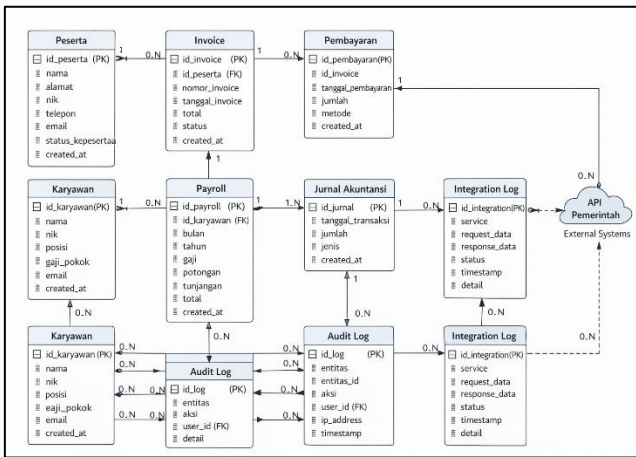 Peserta
id_peserta (PK)
nama
alamat
nik
telepon
email
status_kepesertaa
created_at
1
0.N
Invoice
id_invoice (PK)
id_peserta (FK)
nomor_invoice
tanggal_invoice
total
status
created_at
1
0.N
Pembayaran
id_pembayaran(PK)
id_invoice
tanggal_pembayaran
jumlah
metode
created_at
1
0.N
1
Karyawan
id_karyawan(PK)
nama
nik
posisi
gaji_pokok
email
created_at
1
0.N
Payroll
id_payroll (PK)
id_karyawan (FK)
bulan
tahun
gaji
potongan
tunjangan
total
1
1.N
Jurnal Akuntansi
id_jurnal (PK)
tanggal_transaksi
jumlah
jenis
created_at
1
0..N
Integration Log
id_integration(PK)
service
request_data
response_data
status
timestamp
detail
API
Pemerintah
External Systems
0..N
0..N
1
0..N
0..N
0..N
Karyawan
id_karyawan(PK)
nama
nik
posisi
eaji_pokok
email
created_at
0..N
0..N
0..N
0..N
0..N
0..N
0..N
Audit Log
id_log (PK)
entitas
aksi
user_id (FK)
detail
0..N
0..N
0..N
0..N
Audit Log
id_log (PK)
entitas
entitas_id
aksi
user_id (FK)
ip_address
timestamp
0..N
Integration Log
id_integration(PK)
service
request_data
response_data
status
timestamp
detail
0..N